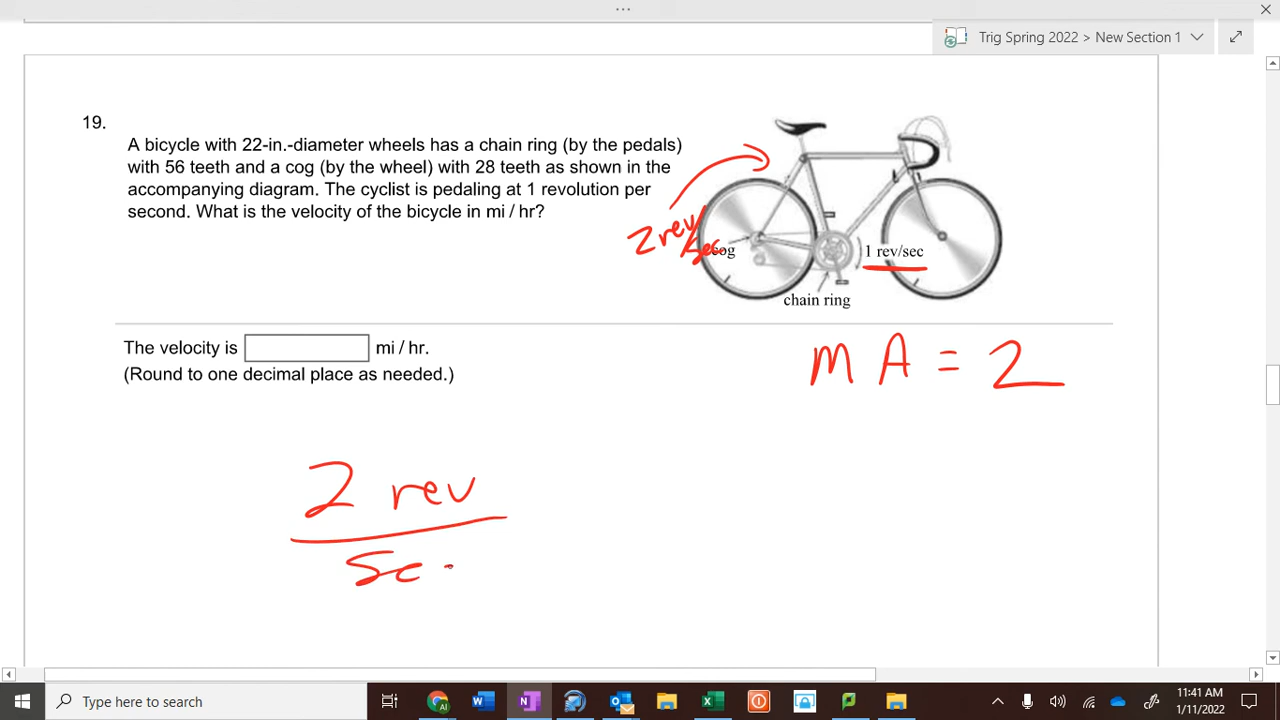 Trig Spring 2022 > New Section 1
19.
A bicycle with 22-in.-diameter wheels has a chain ring (by the pedals)
with 56 teeth and a cog (by the wheel) with 28 teeth as shown in the
accompanying diagram. The cyclist is pedaling at 1 revolution per
second. What is the velocity of the bicycle in mi / hr?
2 rev/sec
cog
1 rev/sec
chain ring
The velocity is mi / hr.
(Round to one decimal place as needed.)
MA = 2
2 rev
Sec
Type here to search
11:41 AM
1/11/2022